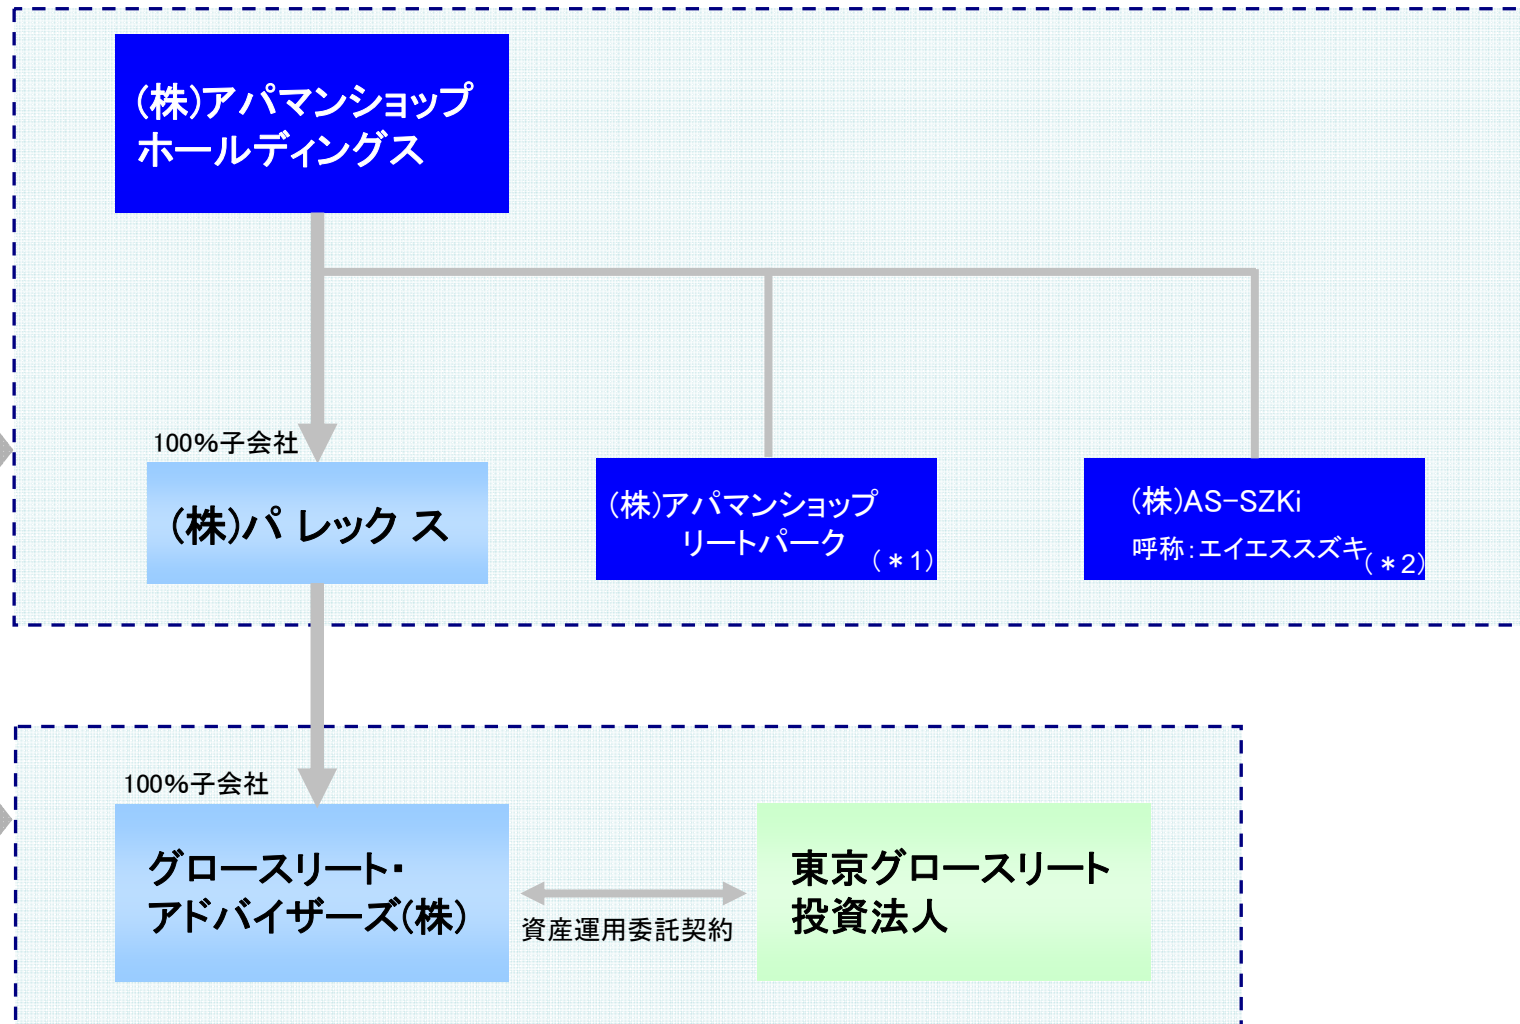 (株)アパマンショップ
ホールディングス
100%子会社
(株)パレックス
(株)アパマンショップ
リートパーク
(*1)
(株)AS-SZKi
呼称:エイエススズキ
(*2)
100%子会社
グロースリート・
アドバイザーズ(株)
資産運用委託契約
東京グロースリート
投資法人